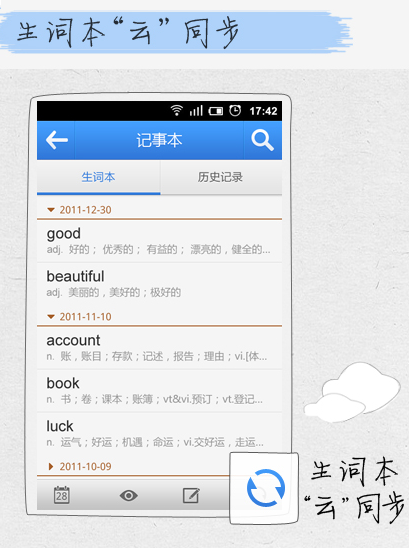 生词本“云”同步
17:42
记事本
生词本 历史记录
2011-12-30
good
adj. 好的； 优秀的； 有益的； 漂亮的，健全的...
beautiful
adj. 美丽的，美好的；极好的
2011-11-10
account
n. 账，账目；存款；记述，报告；理由；vi.[体...
book
n. 书；卷；课本；账簿；vt&vi.预订；vt.登记...
luck
n. 运气；好运；机遇；命运；vi.交好运，走运...
2011-10-09
28
生词本
“云”同步